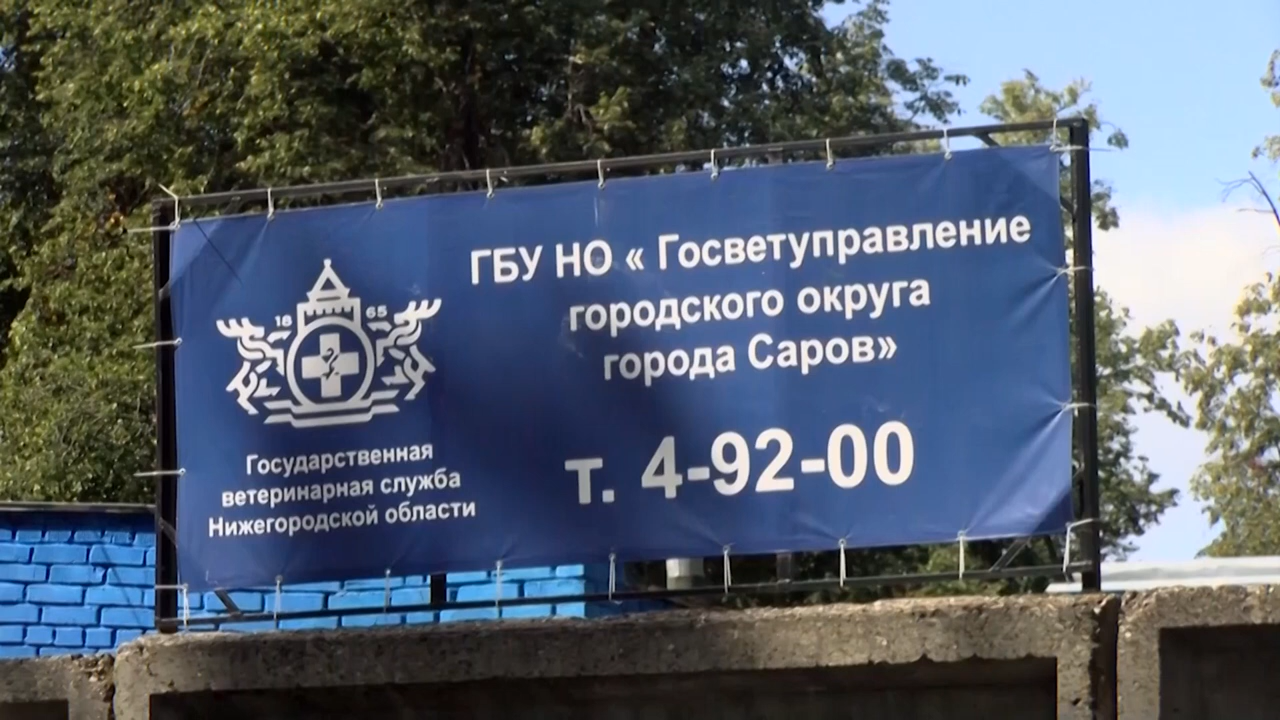 18 65
Государственная
ветеринарная служба
Нижегородской области
ГБУ НО « Госветуправление
городского округа
города Саров»
т. 4-92-00